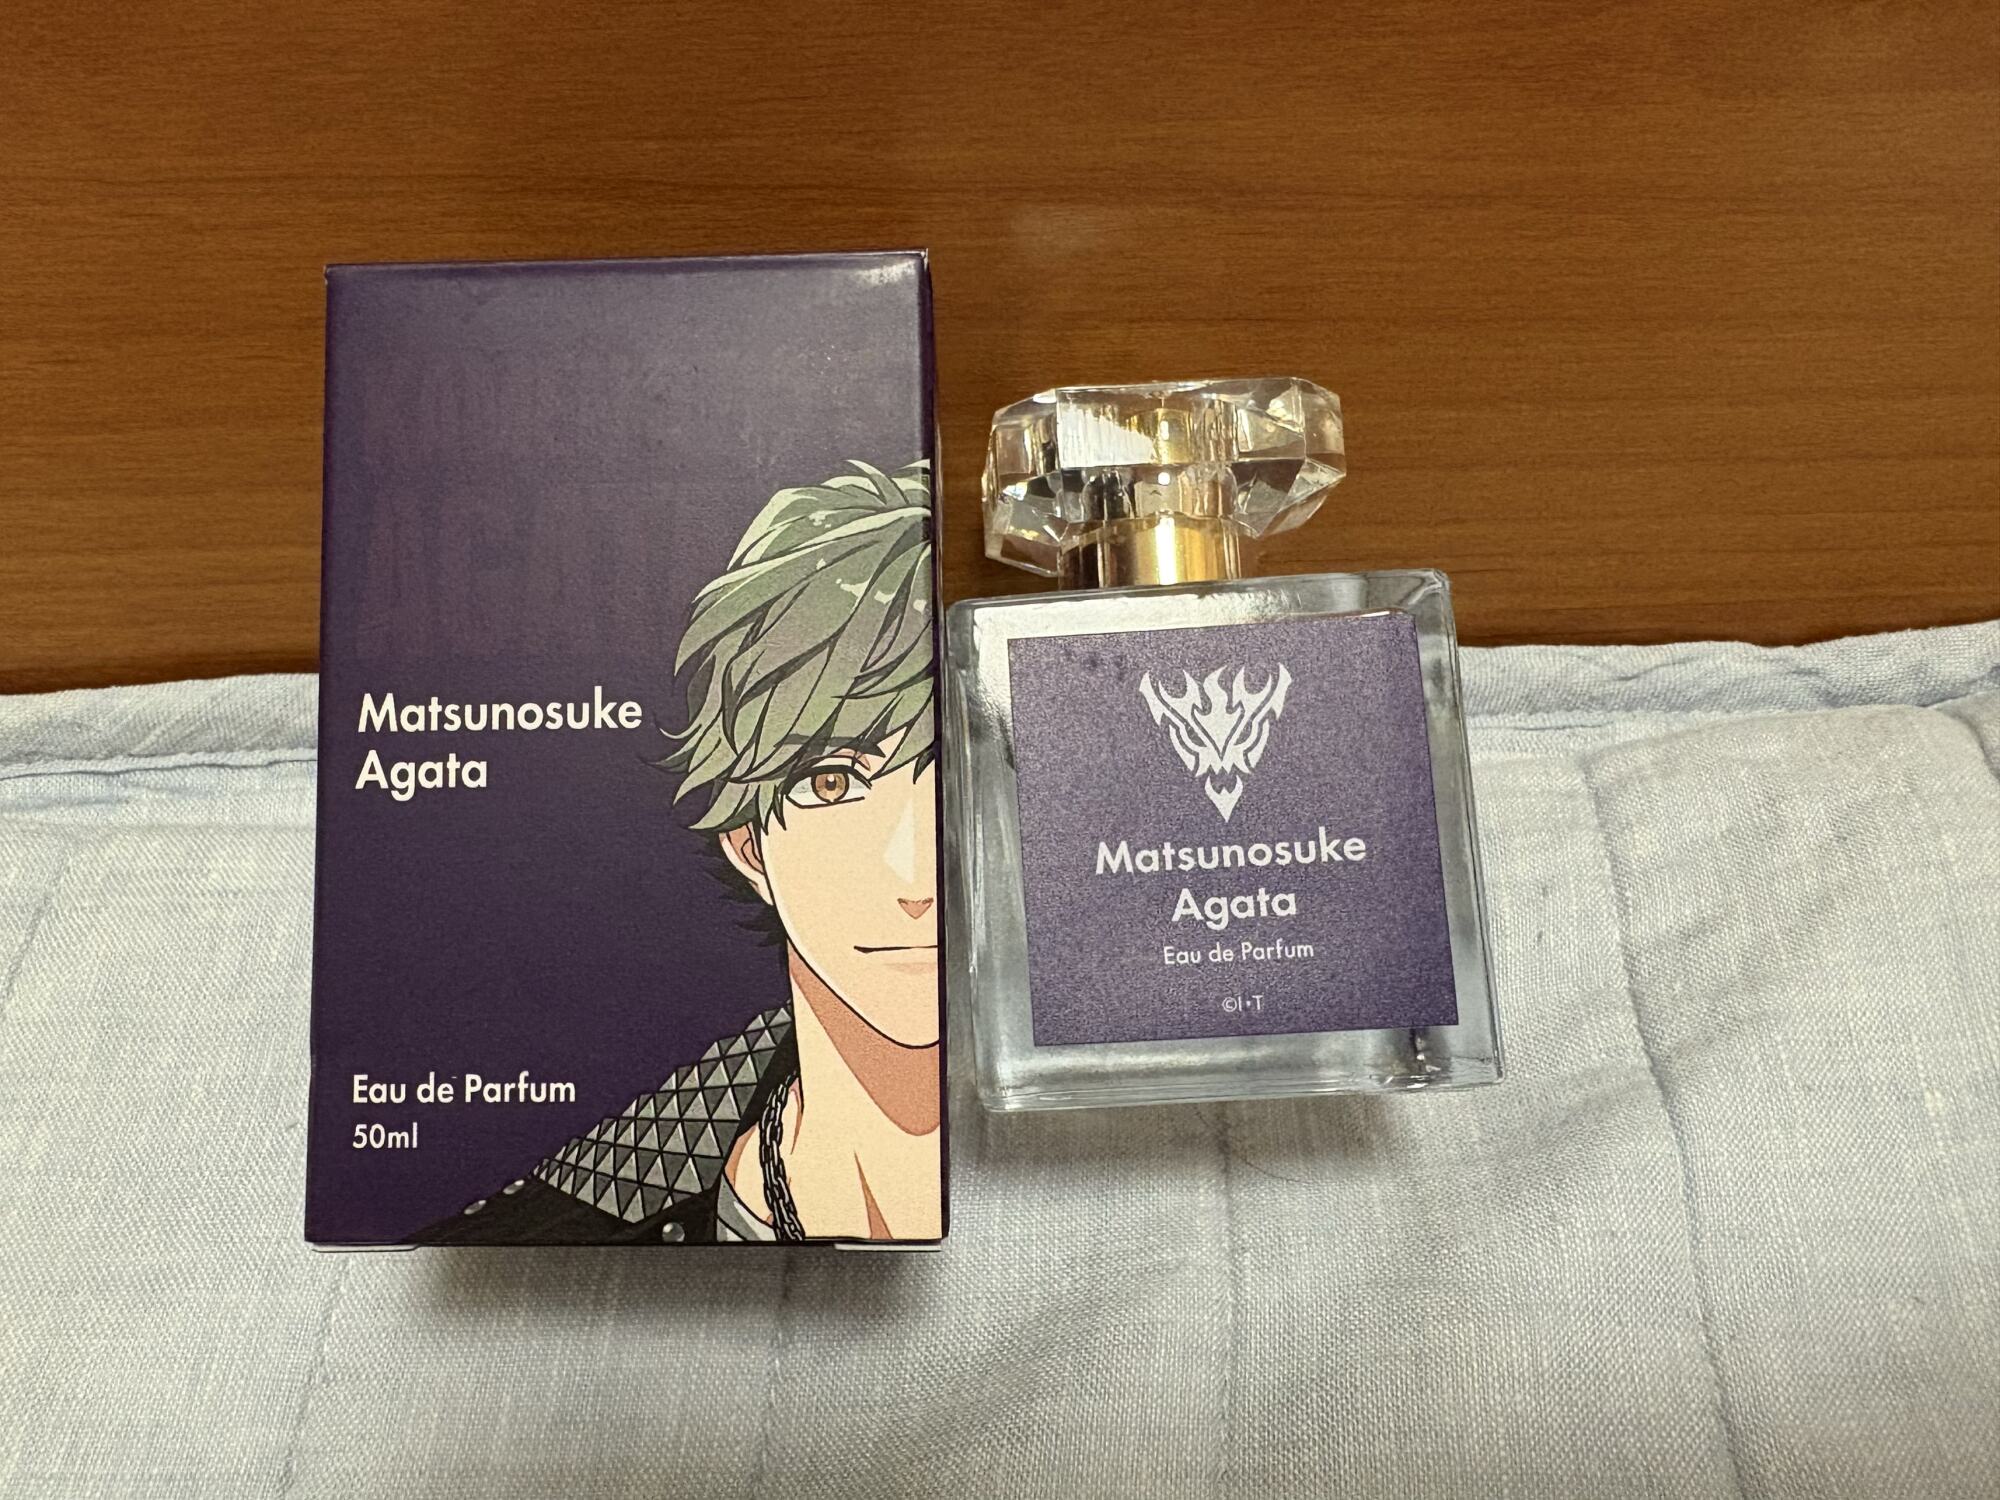 Matsunosuke
Agata
Eau de Parfum
50ml
Matsunosuke
Agata
Eau de Parfum
©I•T